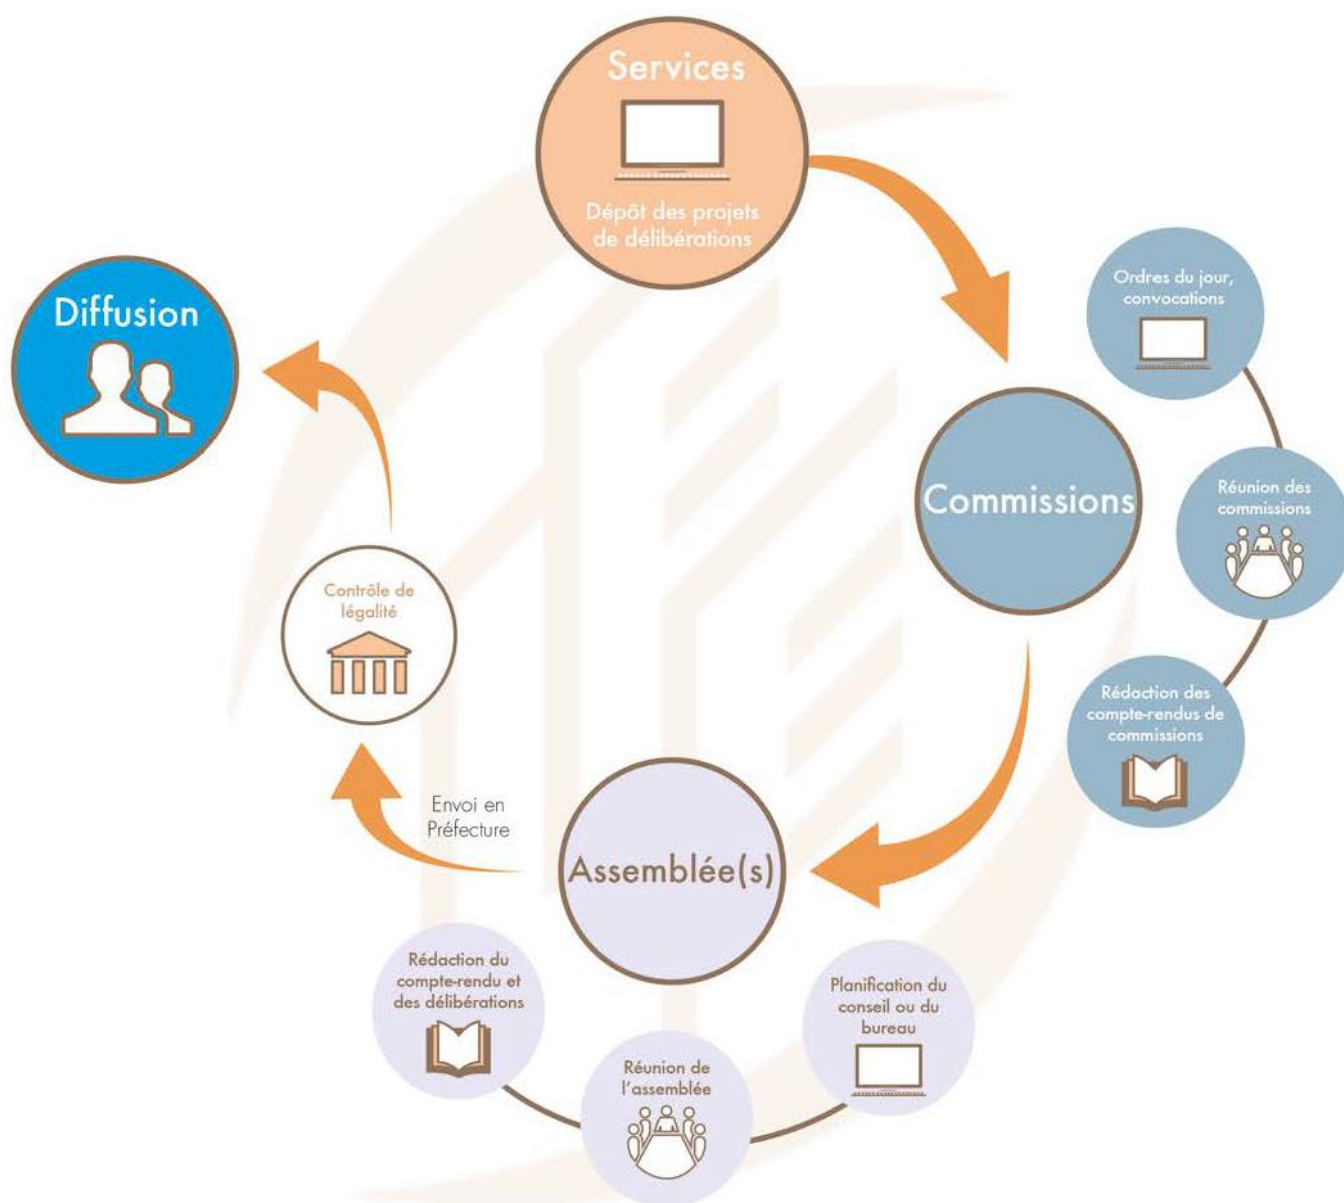 Services
Dépôt des projets
de délibérations
Ordres du jour,
convocations
Commissions
Réunion des
commissions
Rédaction des
compte-rendus de
commissions
Assemblée(s)
Planification du
conseil ou du
bureau
Réunion de
l'assemblée
Rédaction du
compte-rendu et
des délibérations
Envoi en
Préfecture
Contrôle de
légalité
Diffusion